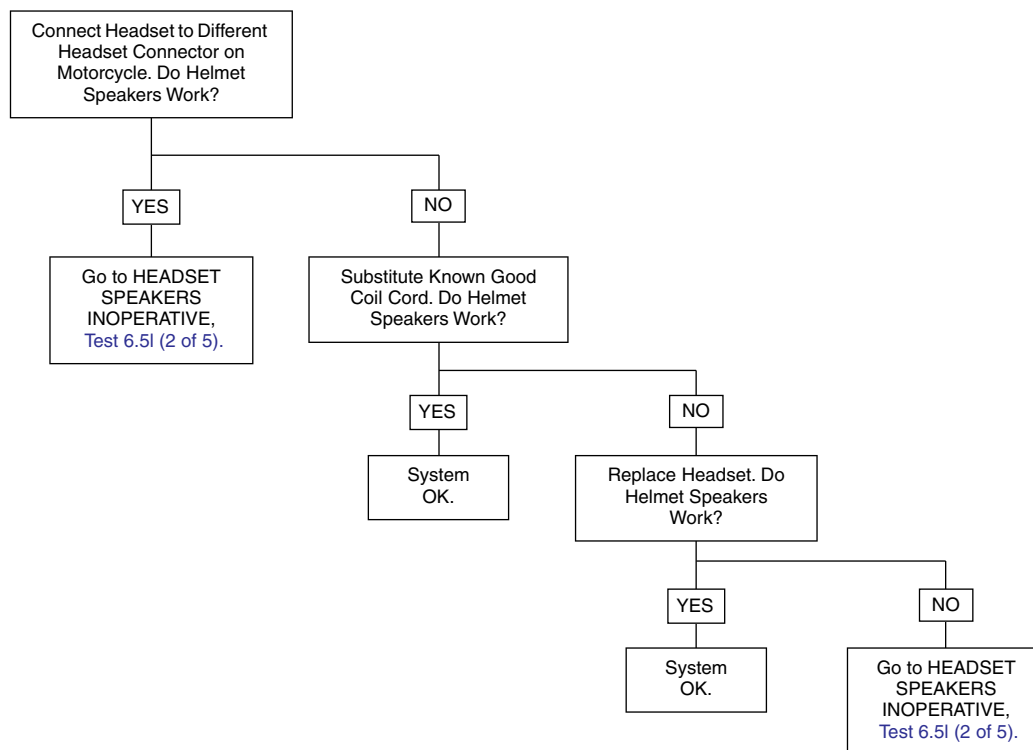 Connect Headset to Different
Headset Connector on
Motorcycle. Do Helmet
Speakers Work?
YES
NO
Go to HEADSET
SPEAKERS
INOPERATIVE,
Test 6.5I (2 of 5).
Substitute Known Good
Coil Cord. Do Helmet
Speakers Work?
YES
NO
System
OK.
Replace Headset. Do
Helmet Speakers
Work?
YES
NO
System
OK.
Go to HEADSET
SPEAKERS
INOPERATIVE,
Test 6.5I (2 of 5).